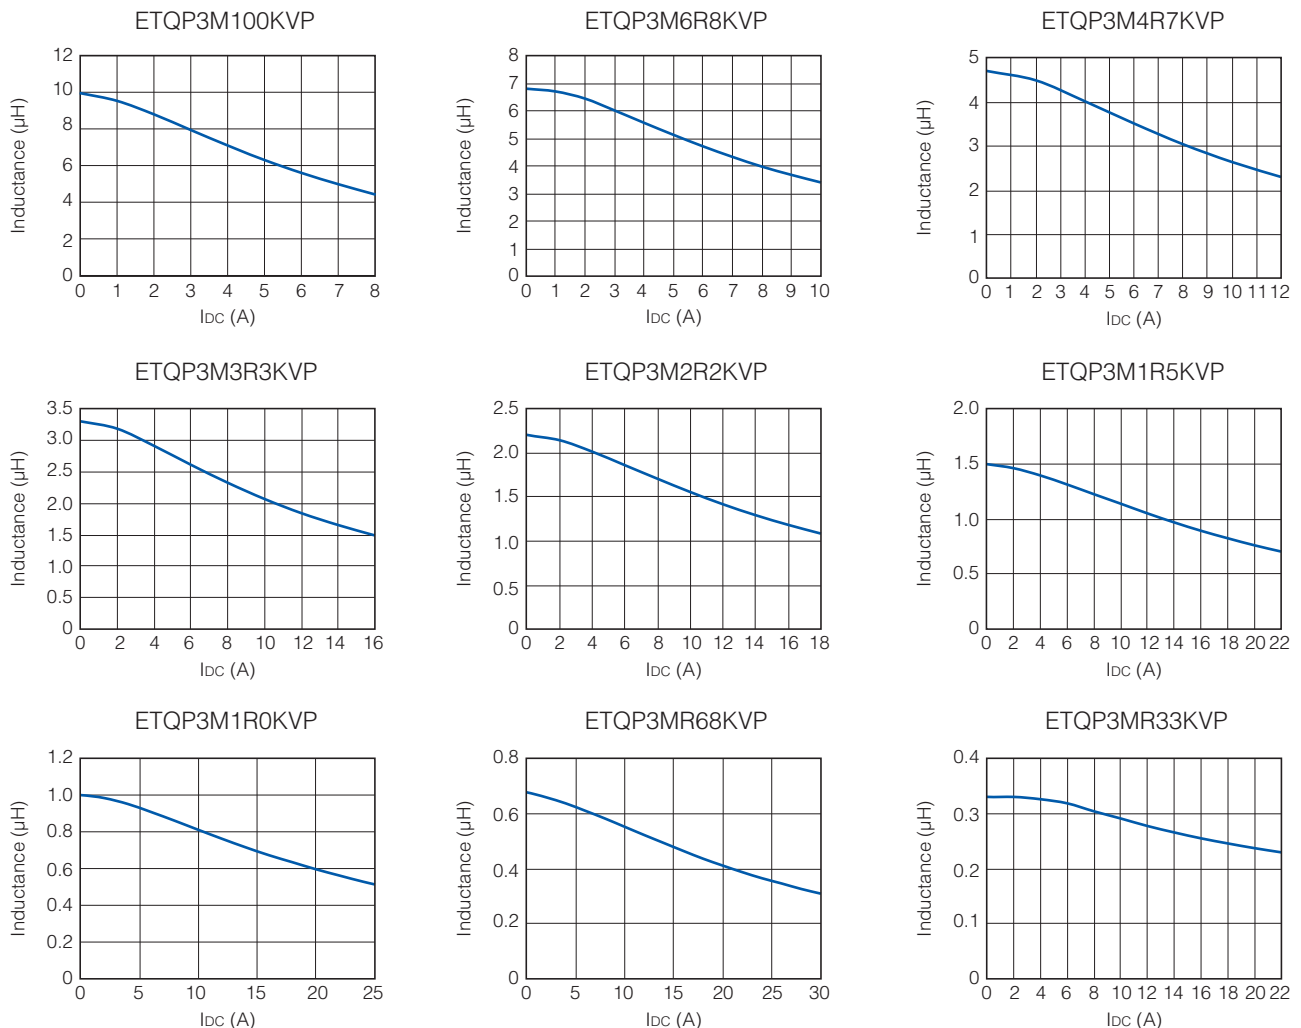 ETQP3M100KVP
ETQP3M6R8KVP
ETQP3M4R7KVP
Inductance (µH)
12
10
8
6
4
2
0
0 1 2 3 4 5 6 7 8
IDC (A)
Inductance (µH)
8
7
6
5
4
3
2
1
0
0 1 2 3 4 5 6 7 8 9 10
IDC (A)
Inductance (µH)
5
4
3
2
1
0
0 1 2 3 4 5 6 7 8 9 10 11 12
IDC (A)
ETQP3M3R3KVP
ETQP3M2R2KVP
ETQP3M1R5KVP
Inductance (µH)
3.5
3.0
2.5
2.0
1.5
1.0
0.5
0
0 2 4 6 8 10 12 14 16
IDC (A)
Inductance (µH)
2.5
2.0
1.5
1.0
0.5
0
0 2 4 6 8 10 12 14 16 18
IDC (A)
Inductance (µH)
2.0
1.5
1.0
0.5
0
0 2 4 6 8 10 12 14 16 18 20 22
IDC (A)
ETQP3M1R0KVP
ETQP3MR68KVP
ETQP3MR33KVP
Inductance (µH)
1.2
1.0
0.8
0.6
0.4
0.2
0
0 5 10 15 20 25
IDC (A)
Inductance (µH)
0.8
0.6
0.4
0.2
0
0 5 10 15 20 25 30
IDC (A)
Inductance (µH)
0.4
0.3
0.2
0.1
0
0 2 4 6 8 10 12 14 16 18 20 22
IDC (A)